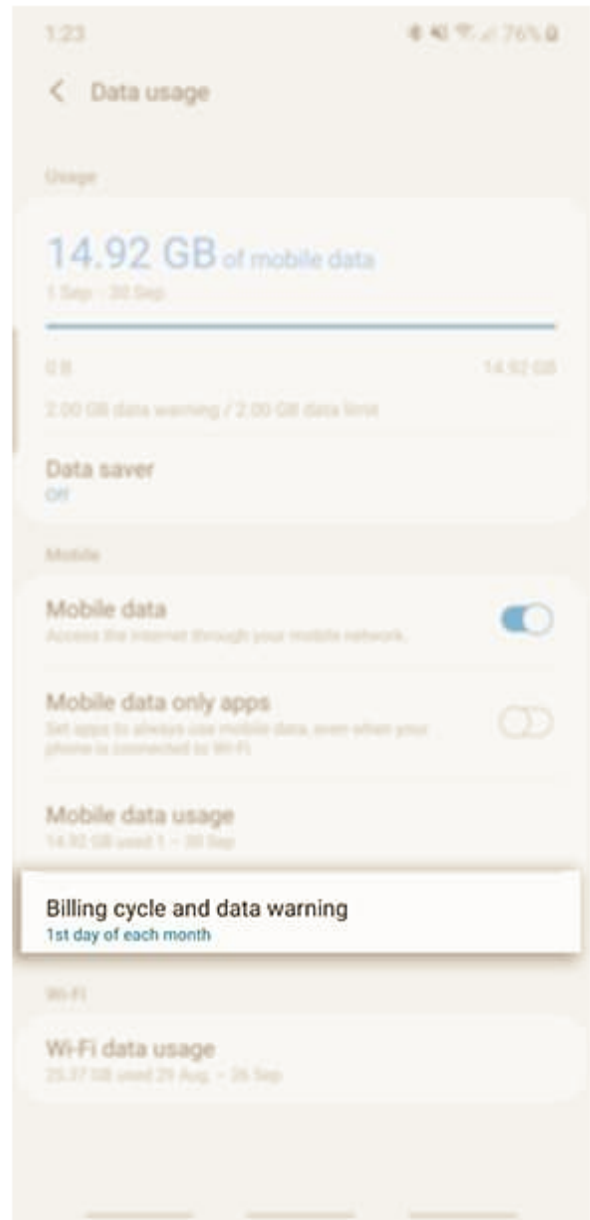 1:23
76%
Data usage
Usage
14.92 GB of mobile data
1 Sep - 30 Sep
0 B
14.92 GB
2.00 GB data warning / 2.00 GB data limit
Data saver
Off
Mobile
Mobile data
Access the internet through your mobile network.
Mobile data only apps
Set apps to always use mobile data, even when your
phone is connected to Wi-Fi
Mobile data usage
14.92 GB used 1 – 30 Sep
Billing cycle and data warning
1st day of each month
Wi-Fi
Wi-Fi data usage
25.37 GB used 29 Aug. – 26 Sep